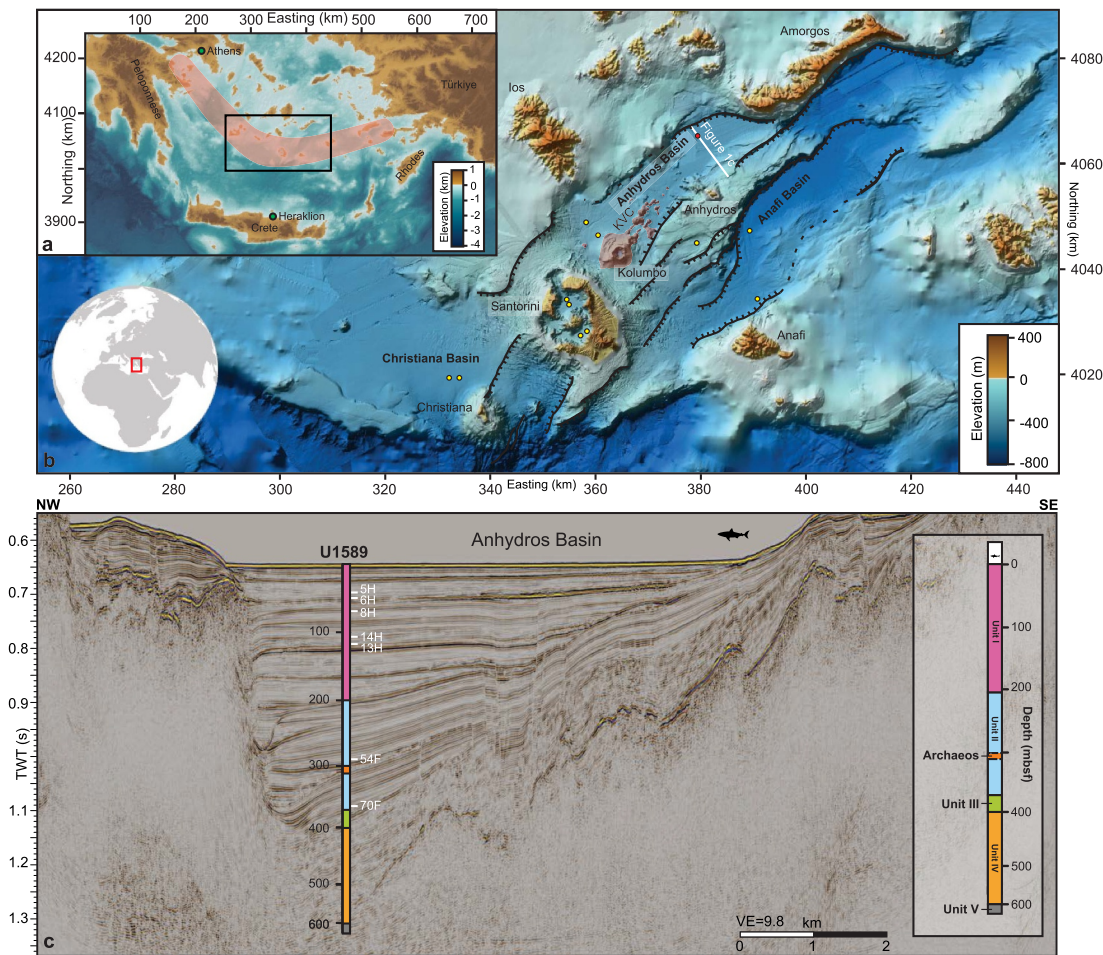 100 200 300 Easting (km) 400 500 600 700
4200
4100
Northing (km)
3900
Athens
Peloponnese
Türkiye
Rhodes
Heraklion
Crete
Elevation (km)
1
0
-1
-2
-3
-4
a
Amorgos
Ios
Figure 1c
Anhydros Basin
Anafi Basin
Anhydros
KVC
Kolumbo
Santorini
Anafi
Christiana Basin
Christiana
4080
4060
4040
4020
Northing (km)
Elevation (m)
400
0
-400
-800
b
260 280 300 320 340 Easting (km) 360 380 400 420 440
NW
SE
0.6
0.7
0.8
0.9
TWT (s)
1.1
1.2
1.3
U1589
Anhydros Basin
5H
6H
8H
100
14H
13H
200
54F
300
70F
400
500
600
VE=9.8 km
0 1 2
c
0
100
200
Depth (mbsf)
400
500
600
Unit I
Unit II
Archaeos
Unit III
Unit IV
Unit V